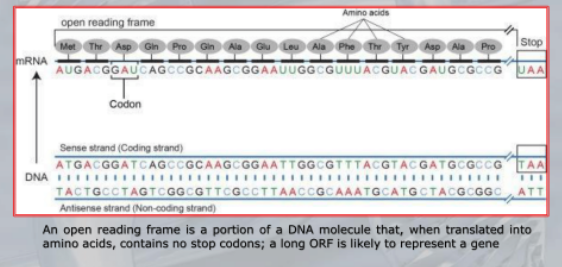 Amino acids
open reading frame
Stop
Met Thr Asp Gln Pro Gln Ala Glu Leu Ala Phe Thr Tyr Asp Ala Pro
mRNA
AUGACGGAUCAGCCGCAAGCGGAAUUGGCGUUUACGUACGAUGCGCCG UAA
Codon
Sense strand (Coding strand)
ATGACGGATCAGCCGCAAGCGGAATTGGCGTTTACGTACGATGCGCCG TAA
DNA
TACTGCCTAGTCGGCGTTCGCCTTAACCGCAAATGCATGCTACGCGGC ATT
Antisense strand (Non-coding strand)
An open reading frame is a portion of a DNA molecule that, when translated into
amino acids, contains no stop codons; a long ORF is likely to represent a gene